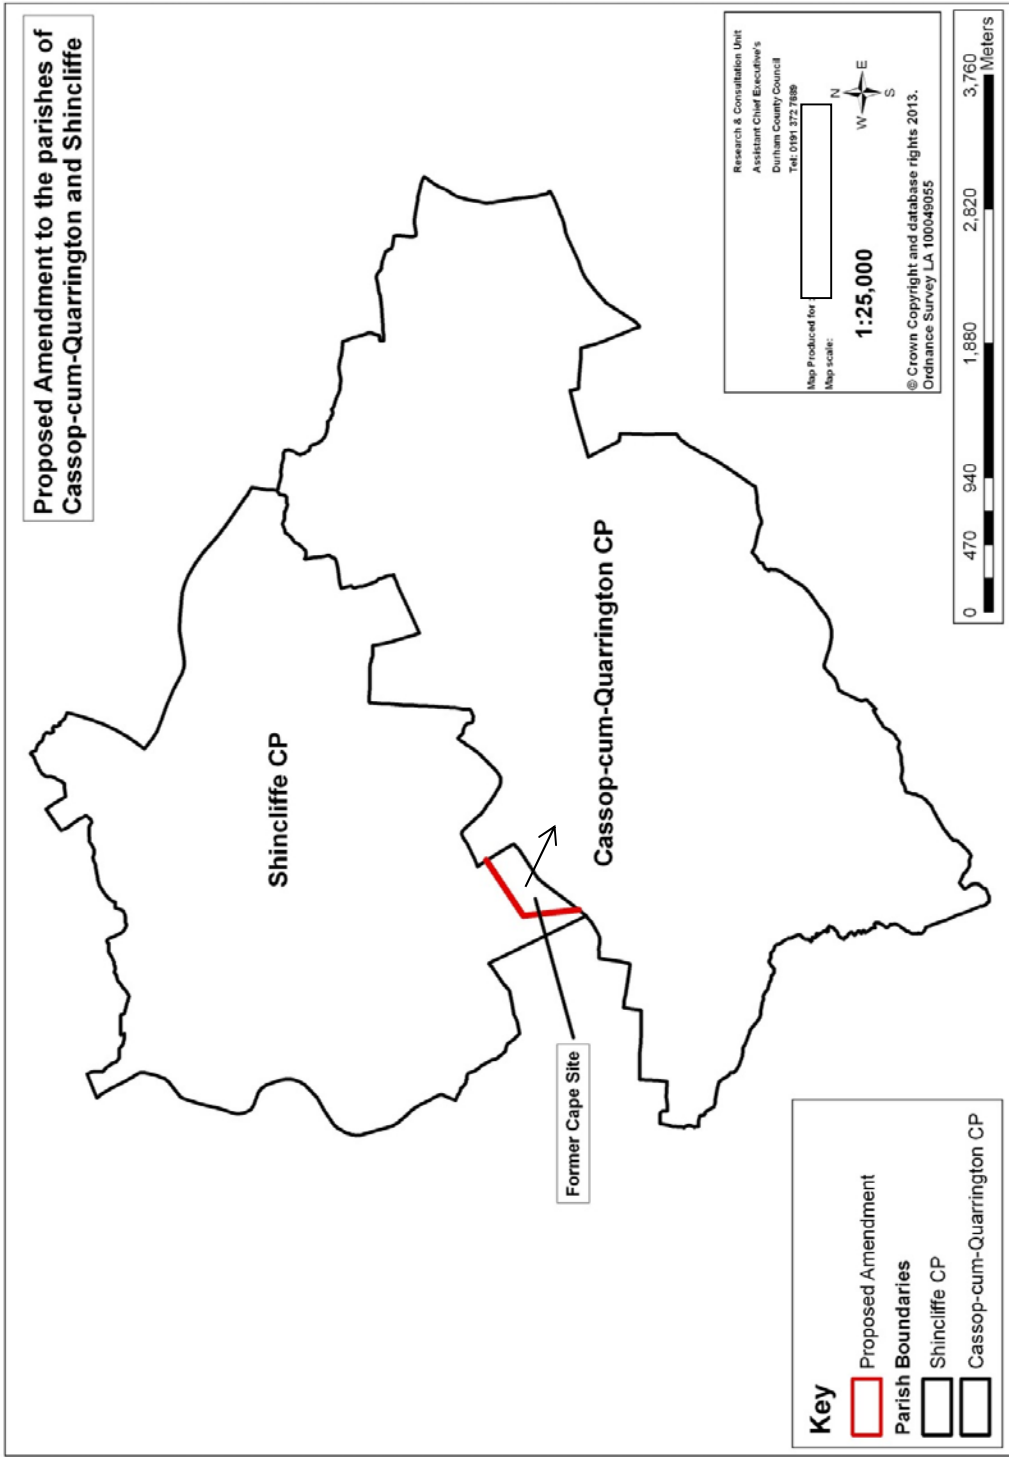 Proposed Amendment to the parishes of
Cassop-cum-Quarrington and Shincliffe
Shincliffe CP
Cassop-cum-Quarrington CP
Former Cape Site
Key
Proposed Amendment
Parish Boundaries
Shincliffe CP
Cassop-cum-Quarrington CP
Research & Consultation Unit
Assistant Chief Executive's
Durham County Council
Tel: 0191 372 7689
Map Produced for :
Map scale:
1:25,000
N
W
E
S
© Crown Copyright and database rights 2013.
Ordnance Survey LA 100049055
0 470 940 1,880 2,820 3,760
Meters